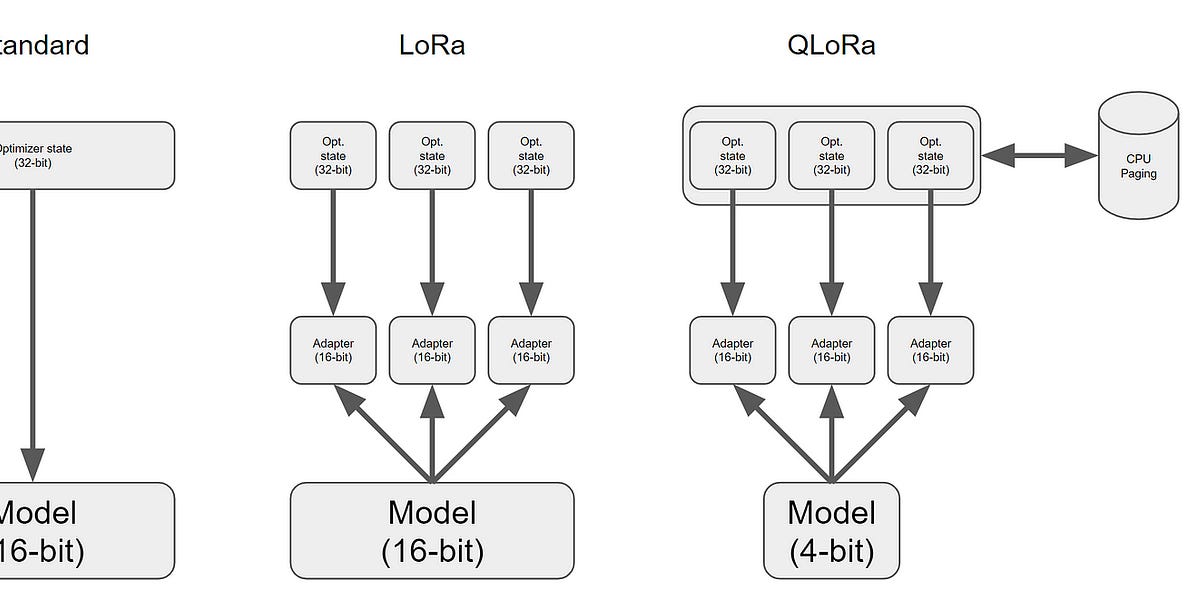 tandard
LoRa
QLoRa
Optimizer state
(32-bit)
Opt.
state
(32-bit)
Opt.
state
(32-bit)
Opt.
state
(32-bit)
Opt.
state
(32-bit)
Opt.
state
(32-bit)
Opt.
state
(32-bit)
CPU
Paging
Adapter
(16-bit)
Adapter
(16-bit)
Adapter
(16-bit)
Adapter
(16-bit)
Adapter
(16-bit)
Adapter
(16-bit)
Model
16-bit)
Model
(16-bit)
Model
(4-bit)